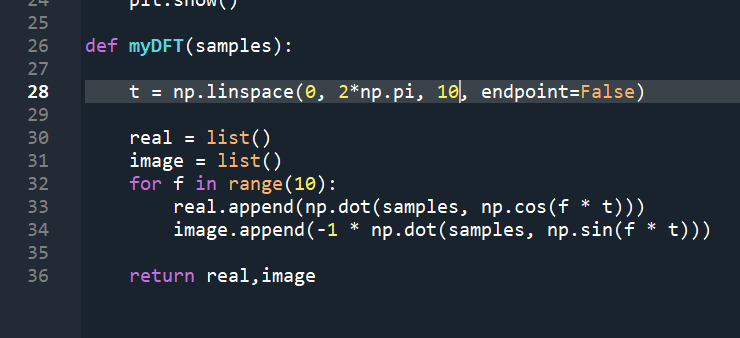 24 plt.show()
25
26 def myDFT(samples):
27
28 t = np.linspace(0, 2*np.pi, 10, endpoint=False)
29
30 real = list()
31 image = list()
32 for f in range(10):
33 real.append(np.dot(samples, np.cos(f * t)))
34 image.append(-1 * np.dot(samples, np.sin(f * t)))
35
36 return real,image